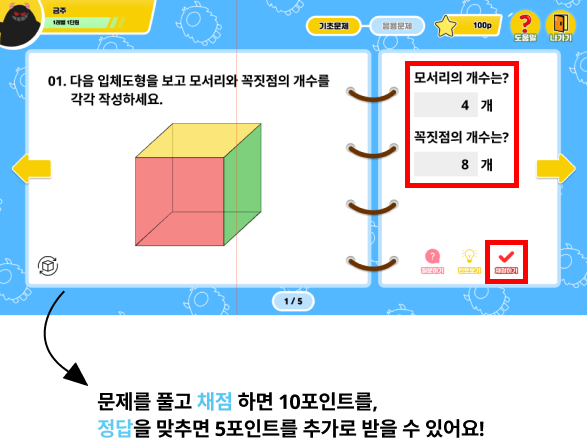 금주
1레벨 1단원
기초문제
응용문제
100p
도움말
나가기
01. 다음 입체도형을 보고 모서리와 꼭짓점의 개수를
각각 작성하세요.
모서리의 개수는?
4 개
꼭짓점의 개수는?
8 개
질문하기
힌트보기
채점하기
1 / 5
문제를 풀고 채점 하면 10포인트를,
정답을 맞추면 5포인트를 추가로 받을 수 있어요!